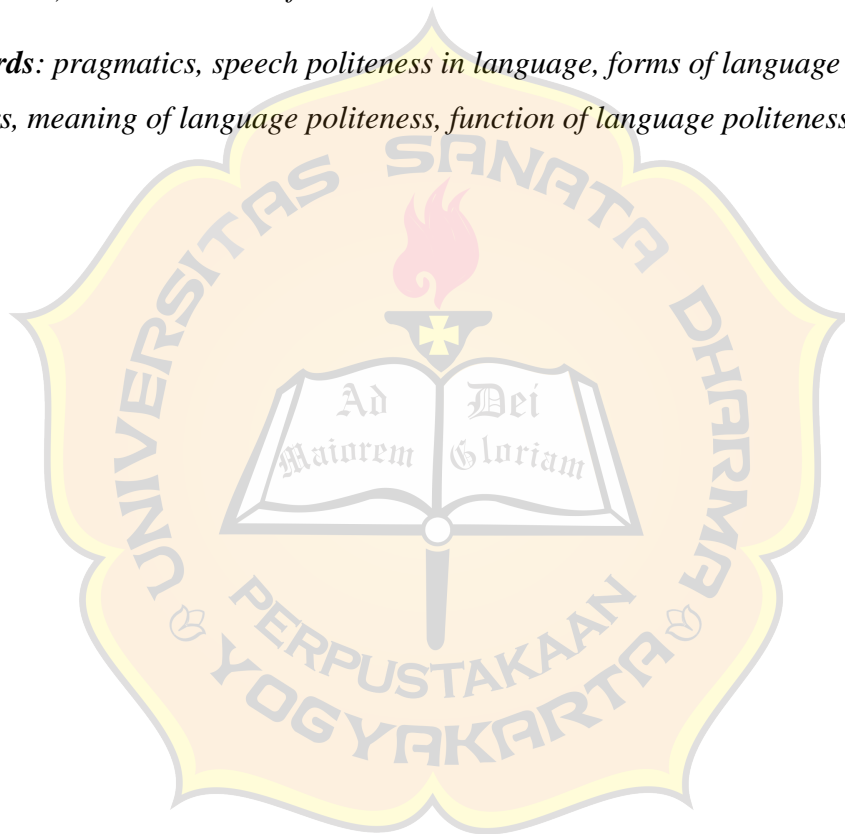 rds: pragmatics, speech politeness in language, forms of language
s, meaning of language politeness, function of language politeness
UNIVERSITAS SANATA DHARMA
Ad Dei
Maiorem Gloriam
PERPUSTAKAAN
YOGYAKARTA